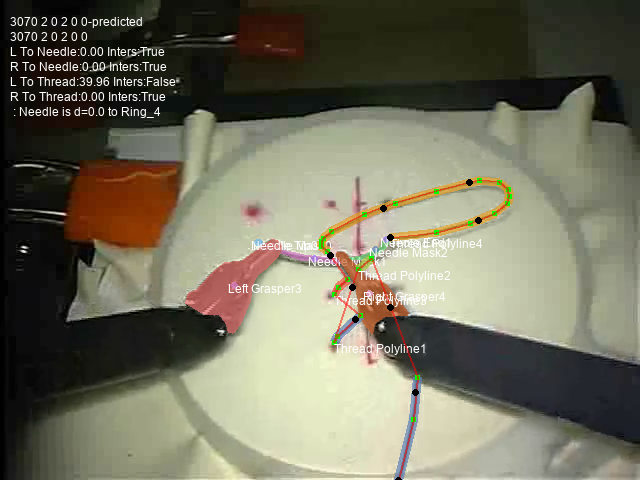 3070 2 0 2 0 0-predicted
3070 2 0 2 0 0
L To Needle:0.00 Inters:True
R To Needle:0.00 Inters:True
L To Thread:39.96 Inters:False
R To Thread:0.00 Inters:True
: Needle is d=0.0 to Ring_4
Needle Mask2
Thread Polyline2
Left Grasper3
Right Grasper4
Thread Polyline1